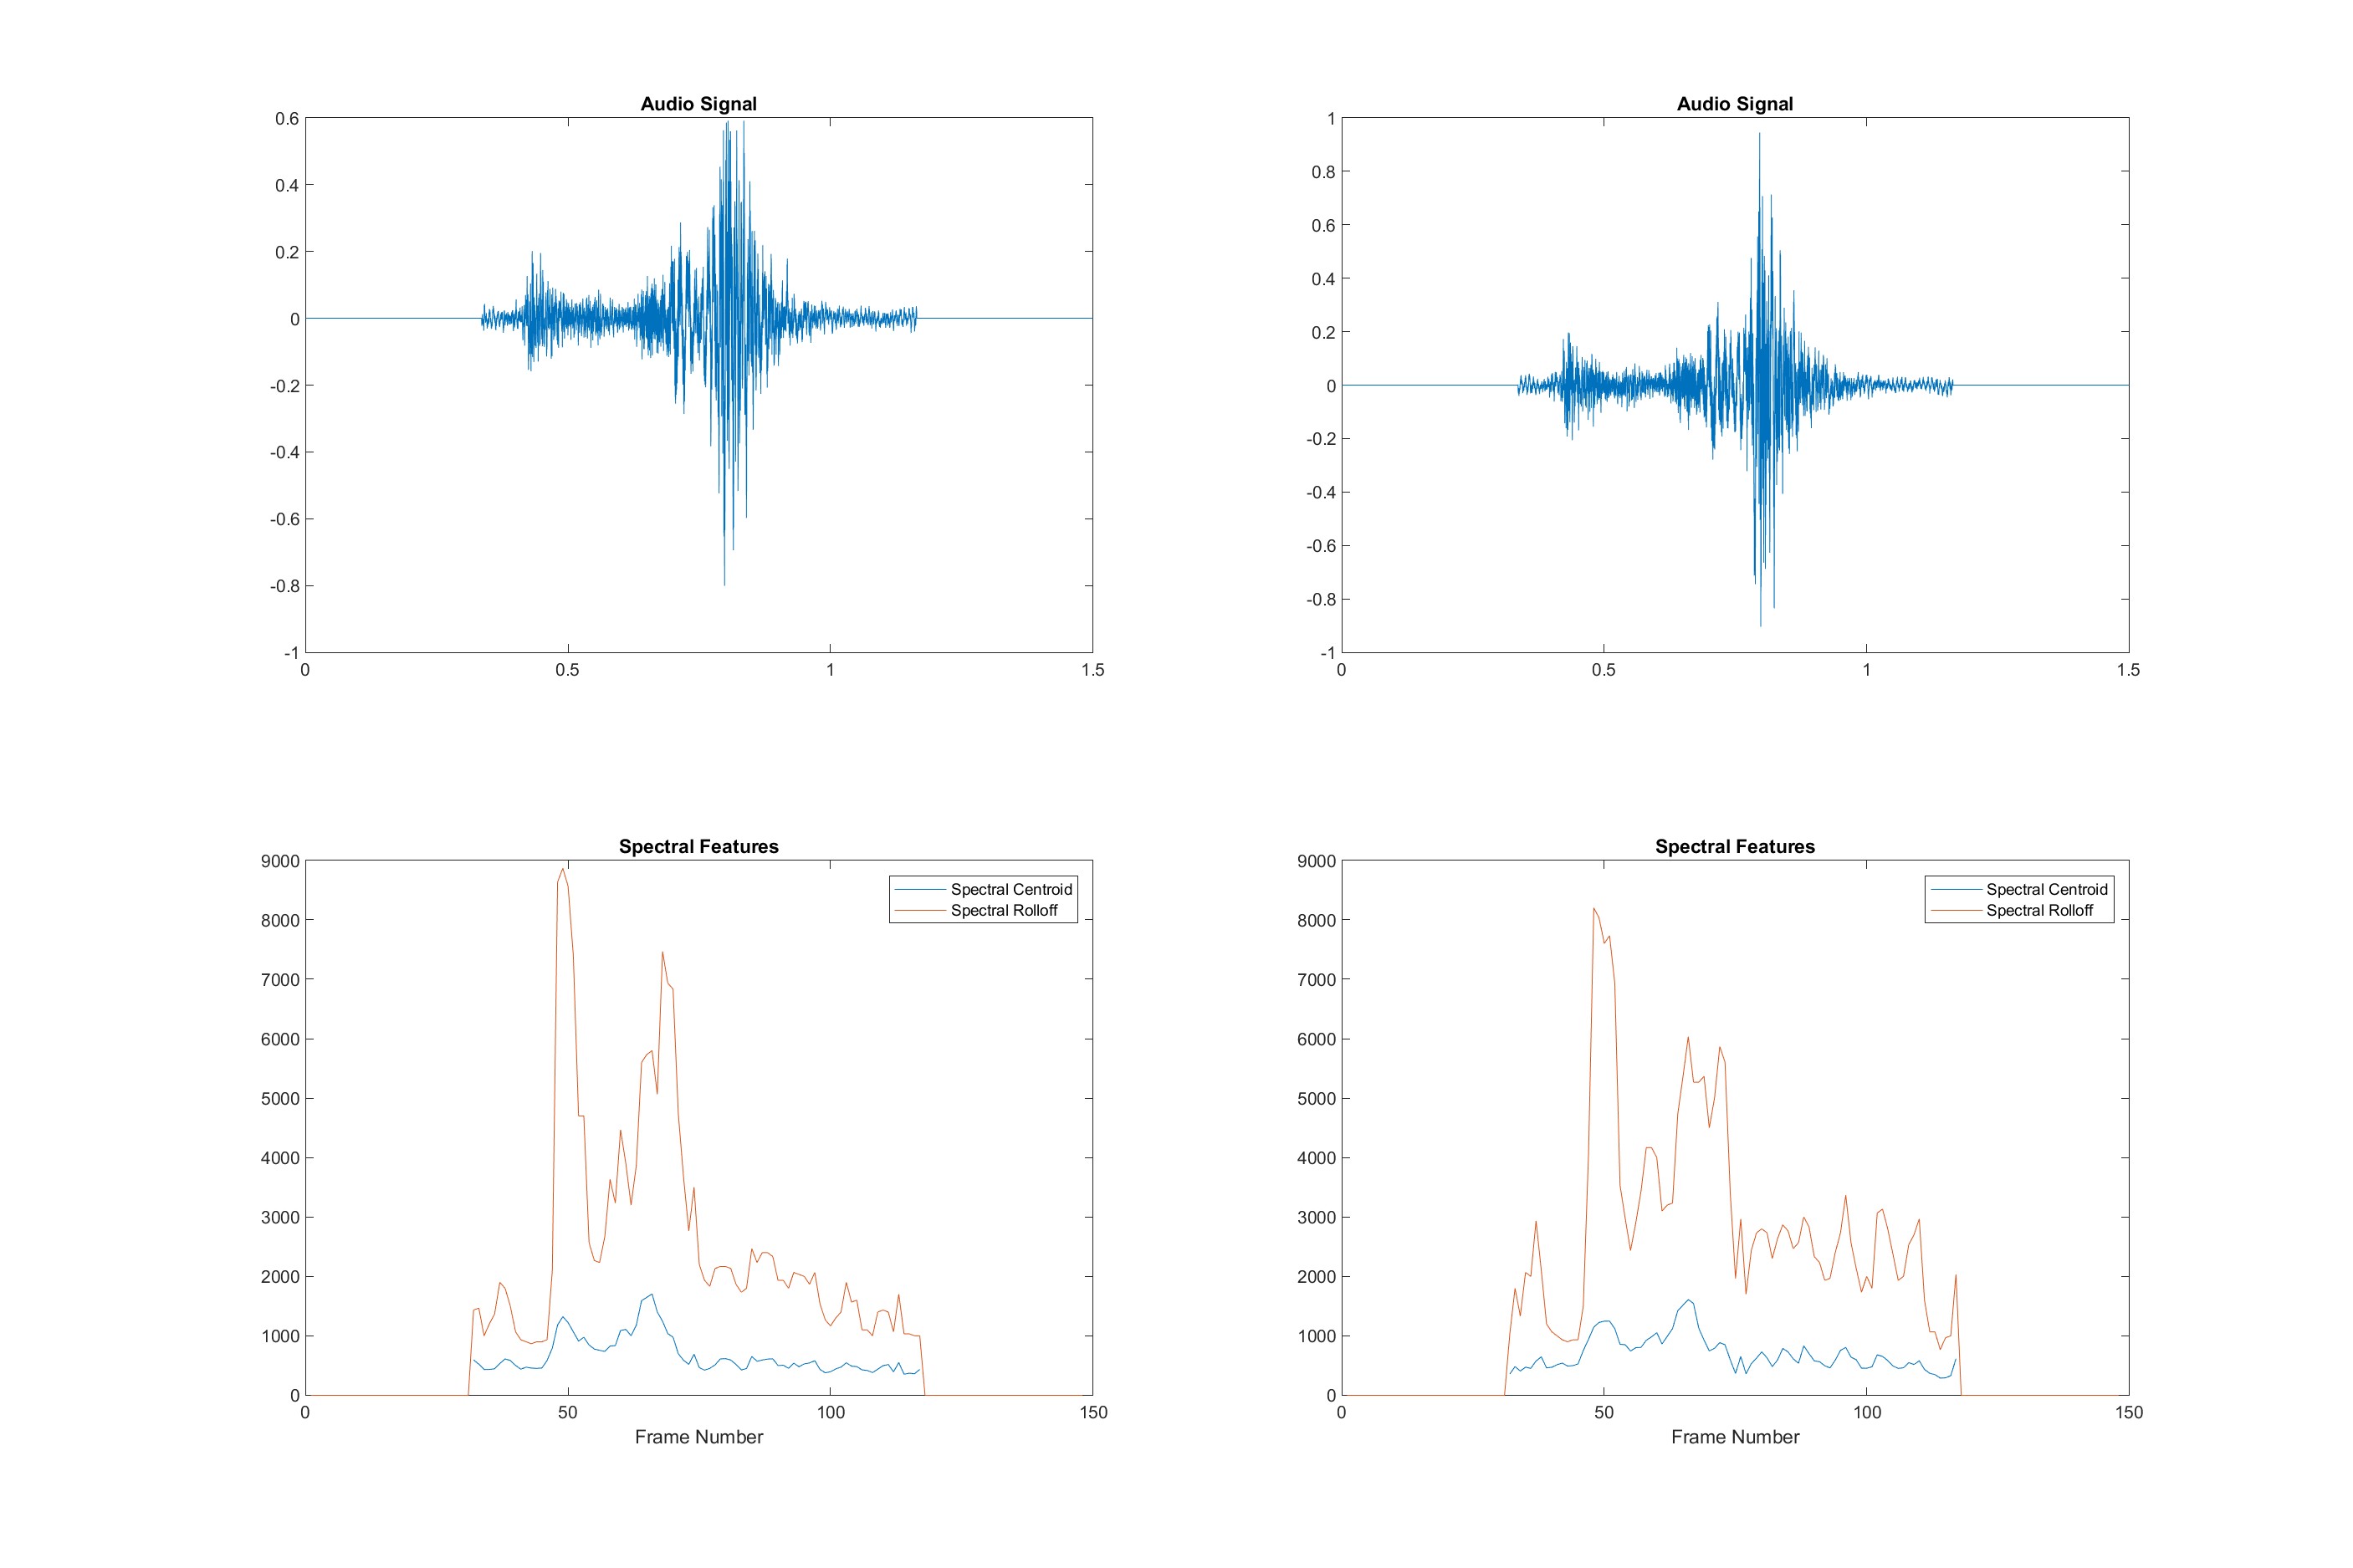 Audio Signal
0.6
0.4
0.2
0
-0.2
-0.4
-0.6
-0.8
-1
0 0.5 1 1.5
Audio Signal
1
0.8
0.6
0.4
0.2
0
-0.2
-0.4
-0.6
-0.8
-1
0 0.5 1 1.5
Spectral Features
9000
8000
7000
6000
5000
4000
3000
2000
1000
0
0 50 100 150
Spectral Centroid
Spectral Rolloff
Frame Number
Spectral Features
9000
8000
7000
6000
5000
4000
3000
2000
1000
0
0 50 100 150
Spectral Centroid
Spectral Rolloff
Frame Number